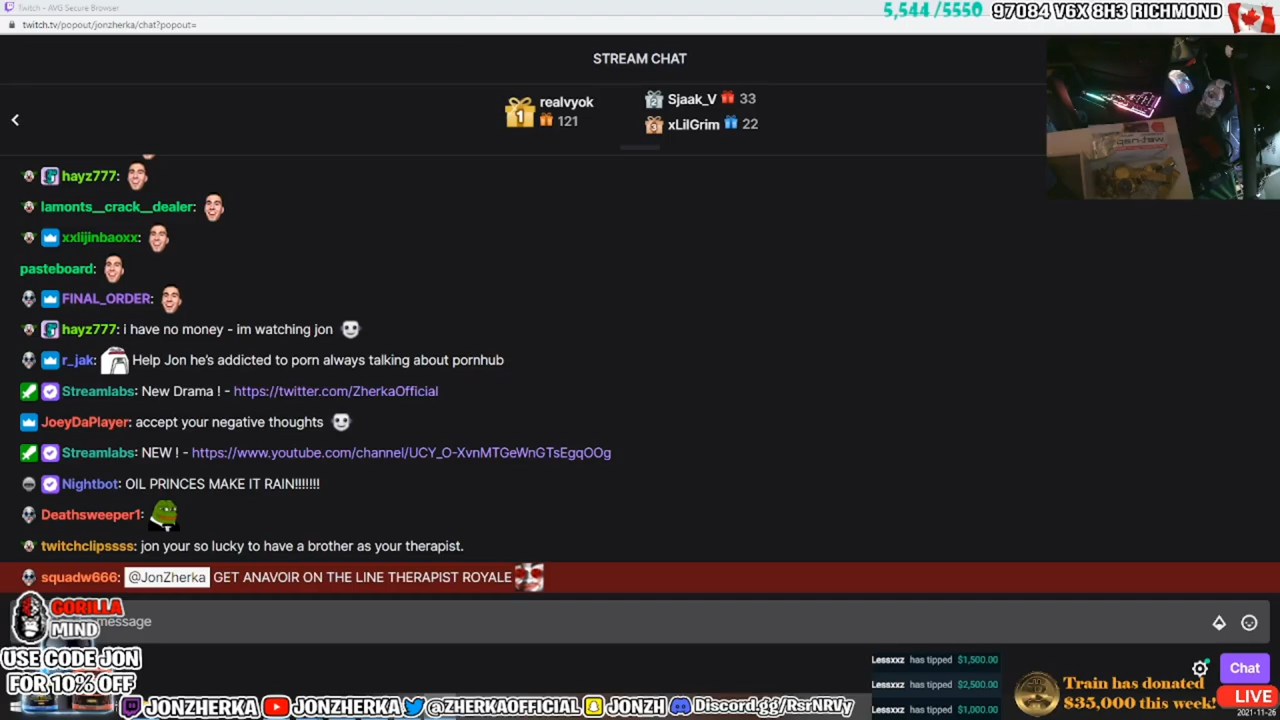 Twitch - AVG Secure Browser
twitch.tv/popout/jonzherka/chat?popout=
5,544 /5550 97084 V6X 8H3 RICHMOND
STREAM CHAT
1 realvyok 121
2 Sjaak_V 33
3 xLilGrim 22
hayz777:
lamonts__crack__dealer:
xxlijinbaoxx:
pasteboard:
FINAL_ORDER:
hayz777: i have no money - im watching jon
r_jak: Help Jon he's addicted to porn always talking about pornhub
Streamlabs: New Drama ! - https://twitter.com/ZherkaOfficial
JoeyDaPlayer: accept your negative thoughts
Streamlabs: NEW ! - https://www.youtube.com/channel/UCY_O-XvnMTGeWnGTsEgqOOg
Nightbot: OIL PRINCES MAKE IT RAIN!!!!!!!
Deathsweeper1:
twitchclipssss: jon your so lucky to have a brother as your therapist.
squadw666: @JonZherka GET ANAVOIR ON THE LINE THERAPIST ROYALE
message
GORILLA
MIND
USE CODE JON
FOR 10% OFF
Lessxxz has tipped $1,500.00
Lessxxz has tipped $2,500.00
Lessxxz has tipped $1,000.00
Chat
Train has donated
$35,000 this week!
LIVE
2021-11-26
JONZHERKA JONZHERKA @ZHERKAOFFICIAL JONZH Discord.gg/RsrNRVy